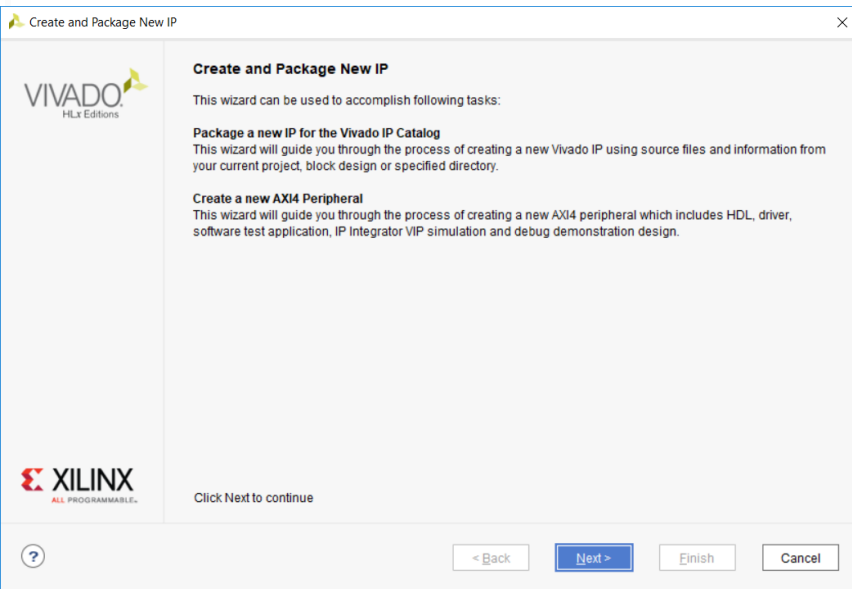 Create and Package New IP
VIVADO.
HLx Editions
Create and Package New IP
This wizard can be used to accomplish following tasks:
Package a new IP for the Vivado IP Catalog
This wizard will guide you through the process of creating a new Vivado IP using source files and information from
your current project, block design or specified directory.
Create a new AXI4 Peripheral
This wizard will guide you through the process of creating a new AXI4 peripheral which includes HDL, driver,
software test application, IP Integrator VIP simulation and debug demonstration design.
XILINX
ALL PROGRAMMABLE.
Click Next to continue
?
< Back
Next >
Finish
Cancel